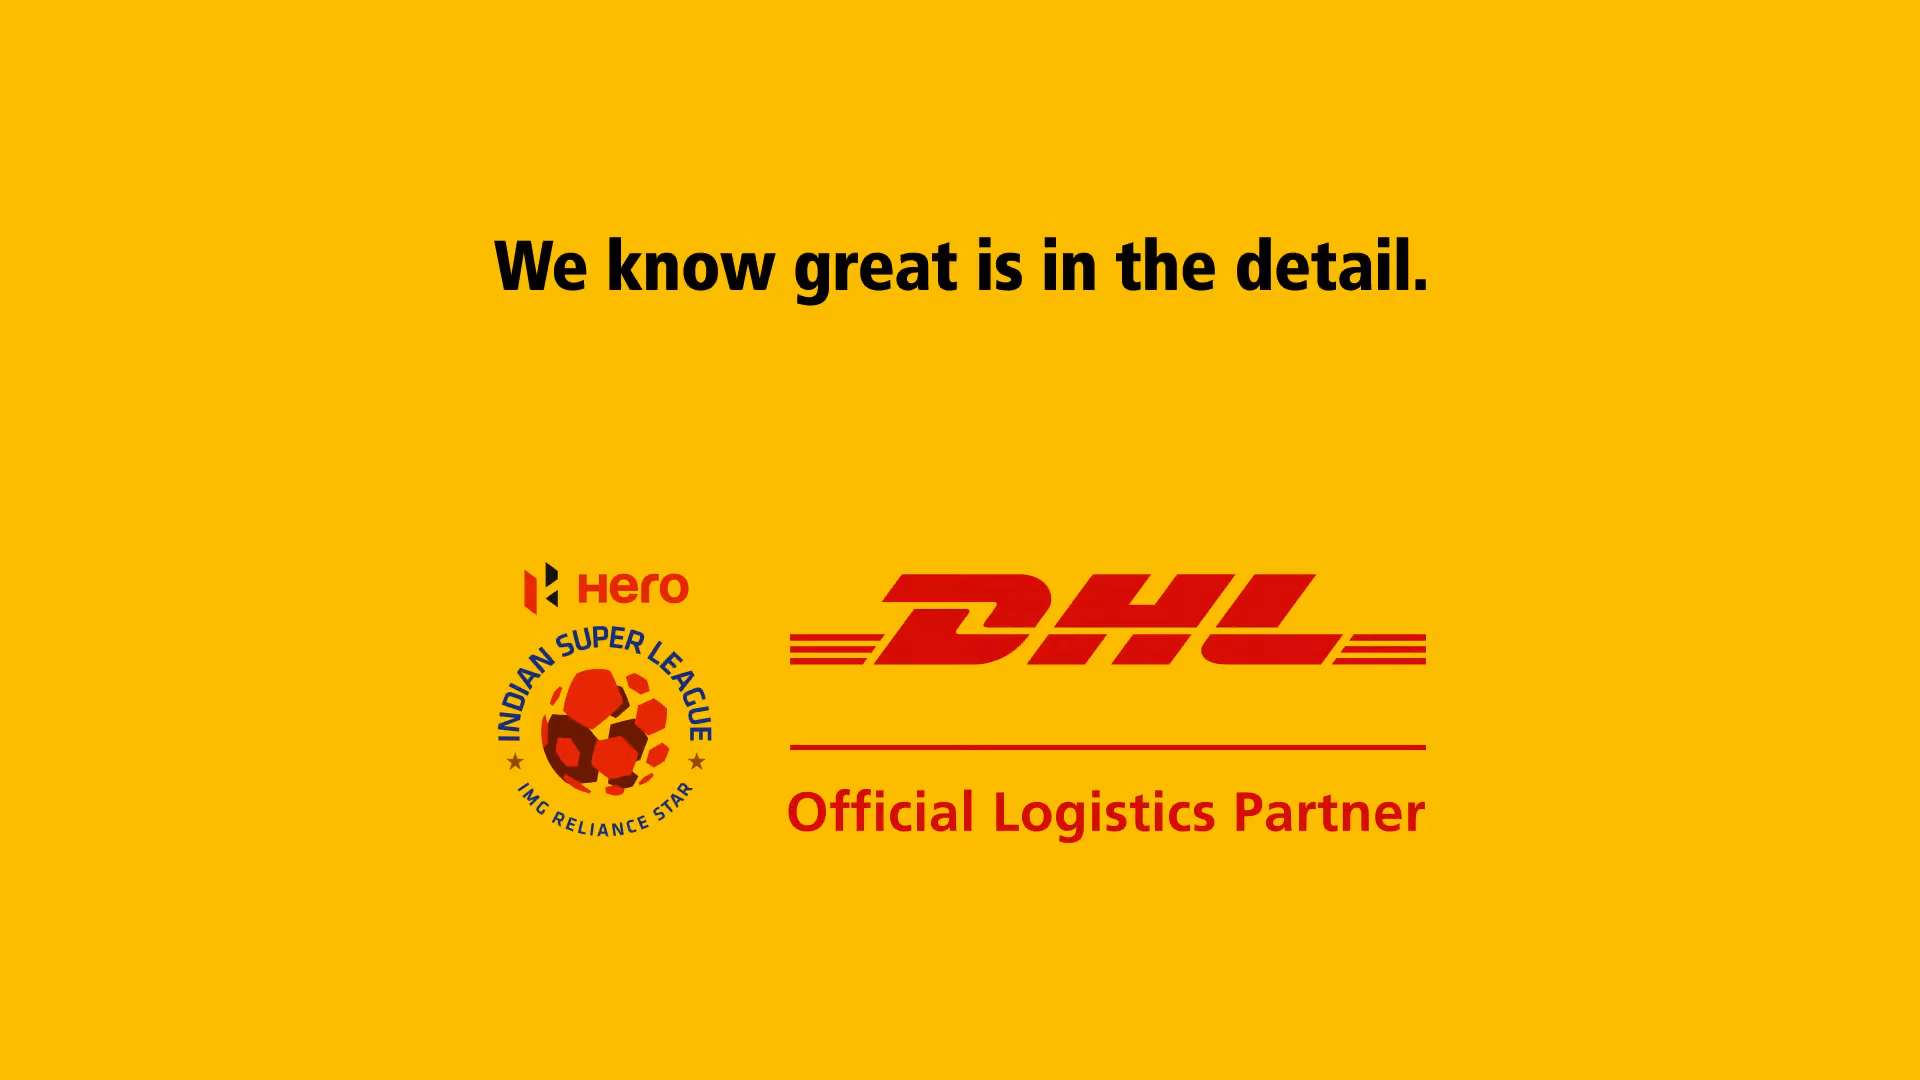 We know great is in the detail.
Hero
INDIAN SUPER LEAGUE
IMG RELIANCE STAR
DHL
Official Logistics Partner